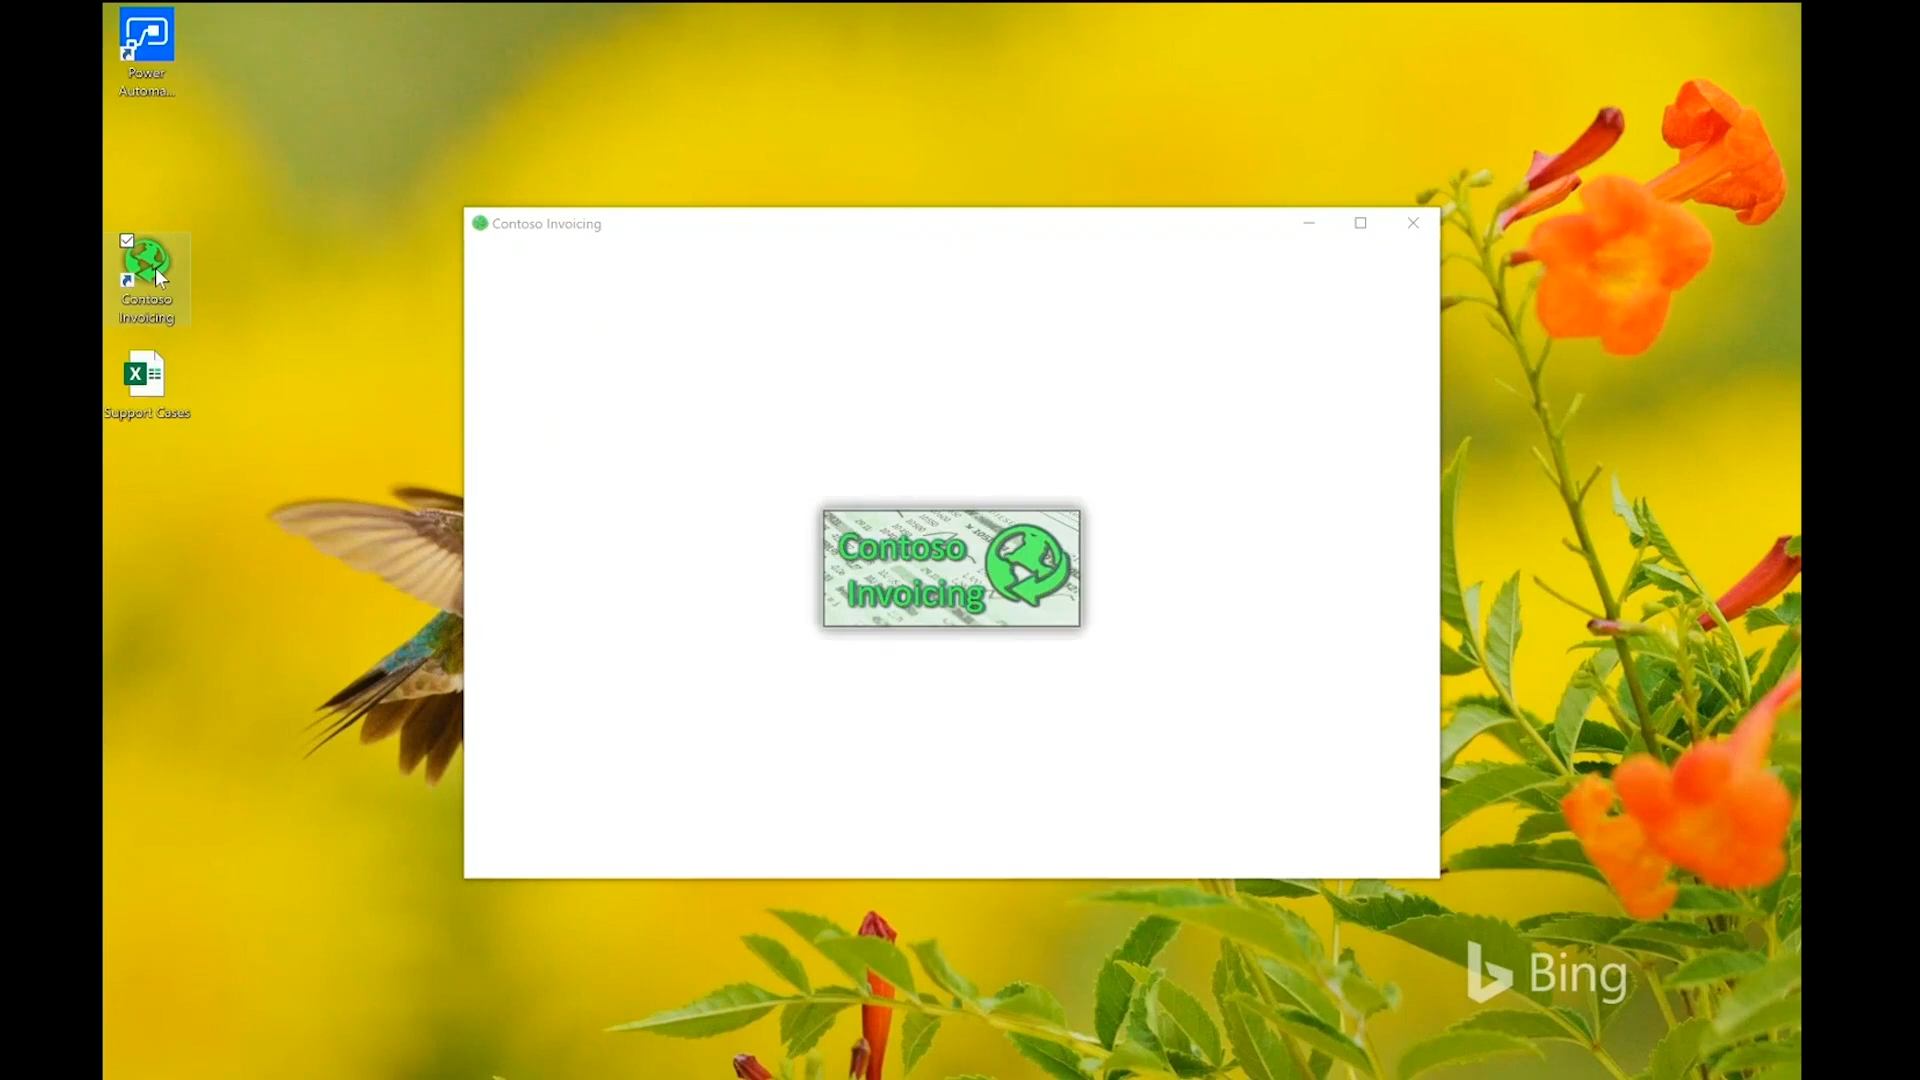 Power
Automa...
Contoso
Invoicing
Support Cases
Contoso Invoicing
Contoso
Invoicing
Bing